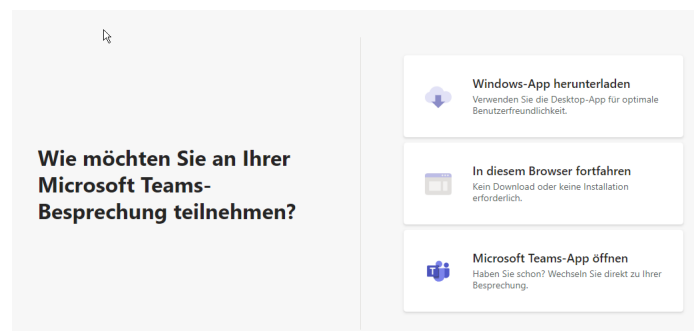 Wie möchten Sie an Ihrer
Microsoft Teams-
Besprechung teilnehmen?
Windows-App herunterladen
Verwenden Sie die Desktop-App für optimale
Benutzerfreundlichkeit.
In diesem Browser fortfahren
Kein Download oder keine Installation
erforderlich.
Microsoft Teams-App öffnen
Haben Sie schon? Wechseln Sie direkt zu Ihrer
Besprechung.